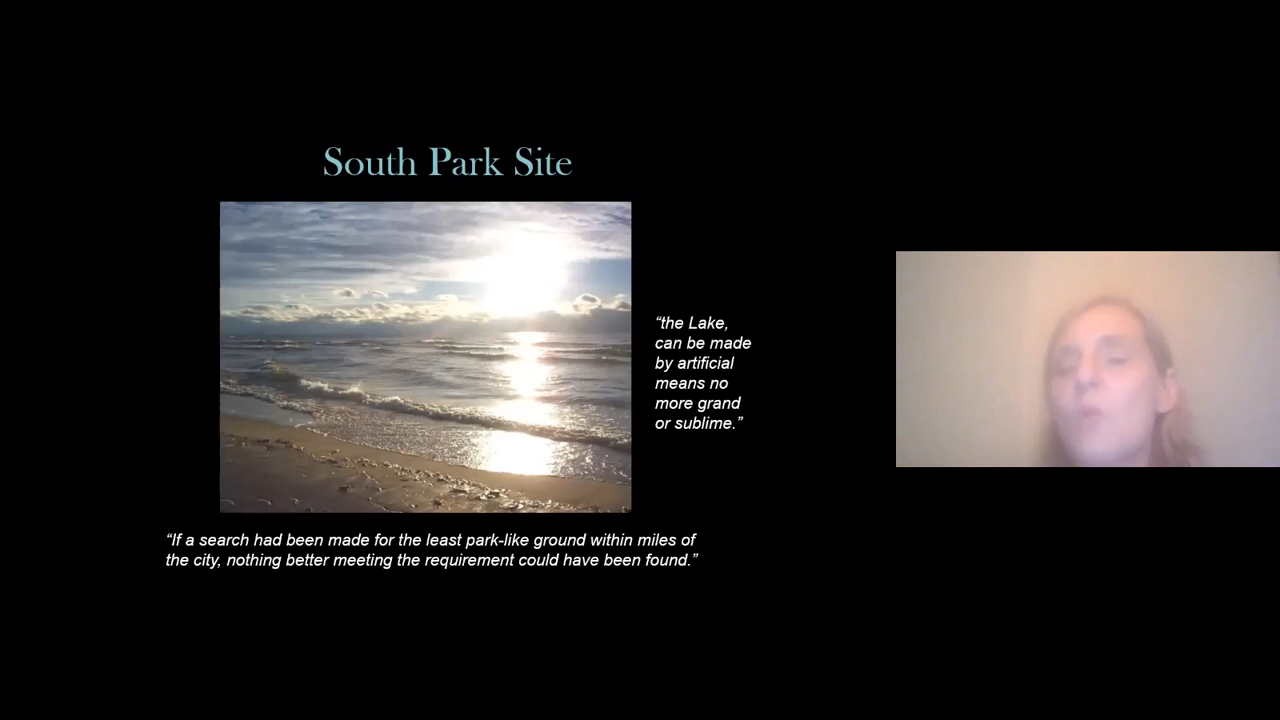 South Park Site
“the Lake,
can be made
by artificial
means no
more grand
or sublime.”
“If a search had been made for the least park-like ground within miles of
the city, nothing better meeting the requirement could have been found.”